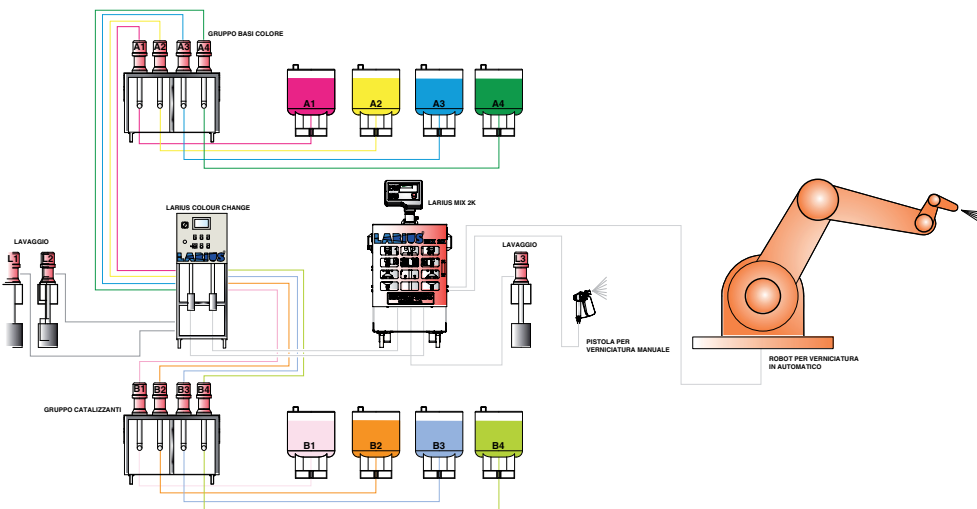 GRUPPO BASI COLORE
A1 A2 A3 A4
A1 A2 A3 A4
LARIUS COLOUR CHANGE
LARIUS MIX 2K
LAVAGGIO
L1 L2
LARIUS
LARIUS
LAVAGGIO
L3
PISTOLA PER
VERNICIATURA MANUALE
ROBOT PER VERNICIATURA
IN AUTOMATICO
GRUPPO CATALIZZANTI
B1 B2 B3 B4
B1 B2 B3 B4